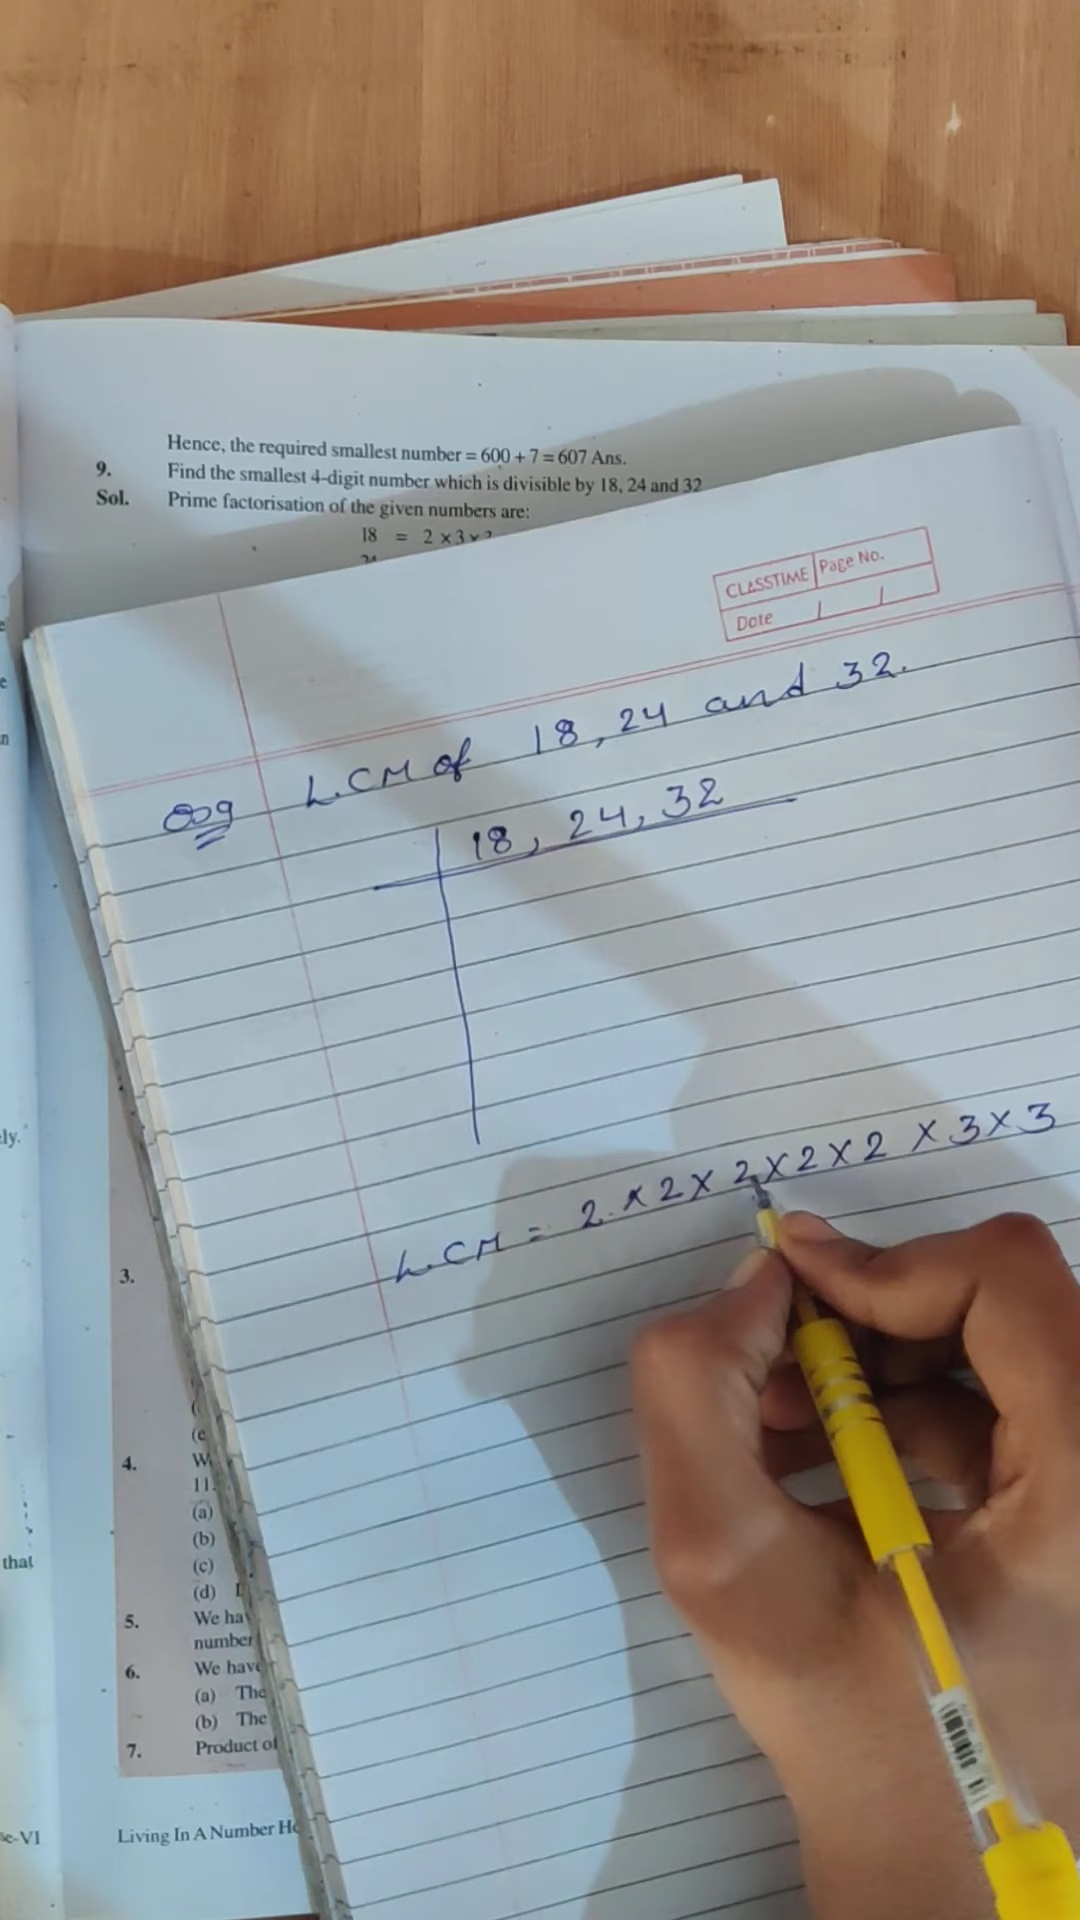 Hence, the required smallest number = 600 + 7 = 607 Ans.
9. Find the smallest 4-digit number which is divisible by 18, 24 and 32
Sol. Prime factorisation of the given numbers are:
18 = 2 × 3 ×
CLASSTIME Page No.
Date / /
L.C.M of 18, 24 and 32.
18, 24, 32
L.C.M = 2 × 2 × 2 × 2 × 2 × 3 × 3
ly.
3.
4.
11.
(a)
(b)
(c)
that
(d)
5. We ha
number
6. We have
(a) The
(b) The
7. Product of
e-VI
Living In A Number Ho